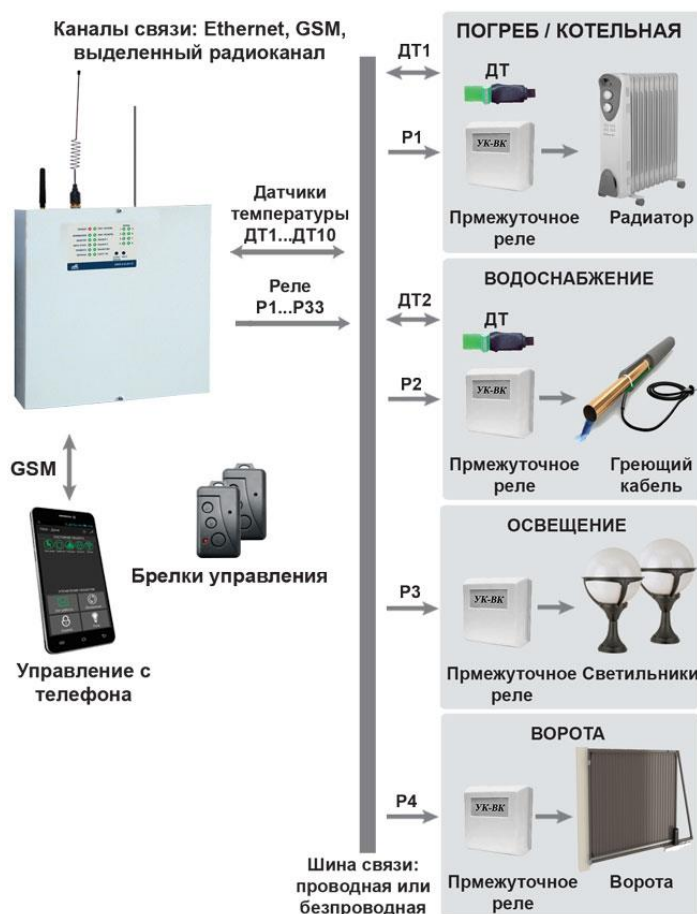 Каналы связи: Ethernet, GSM,
выделенный радиоканал
Датчики
температуры
ДТ1...ДТ10
Реле
Р1...Р33
GSM
Управление с
телефона
Брелки управления
Шина связи:
проводная или
безпроводная
ДТ1
Р1
ПОГРЕБ / КОТЕЛЬНАЯ
ДТ
УК-ВК
Прмежуточное
реле
Радиатор
ДТ2
Р2
ВОДОСНАБЖЕНИЕ
ДТ
УК-ВК
Прмежуточное
реле
Греющий
кабель
Р3
ОСВЕЩЕНИЕ
УК-ВК
Прмежуточное
реле
Светильники
Р4
ВОРОТА
УК-ВК
Прмежуточное
реле
Ворота